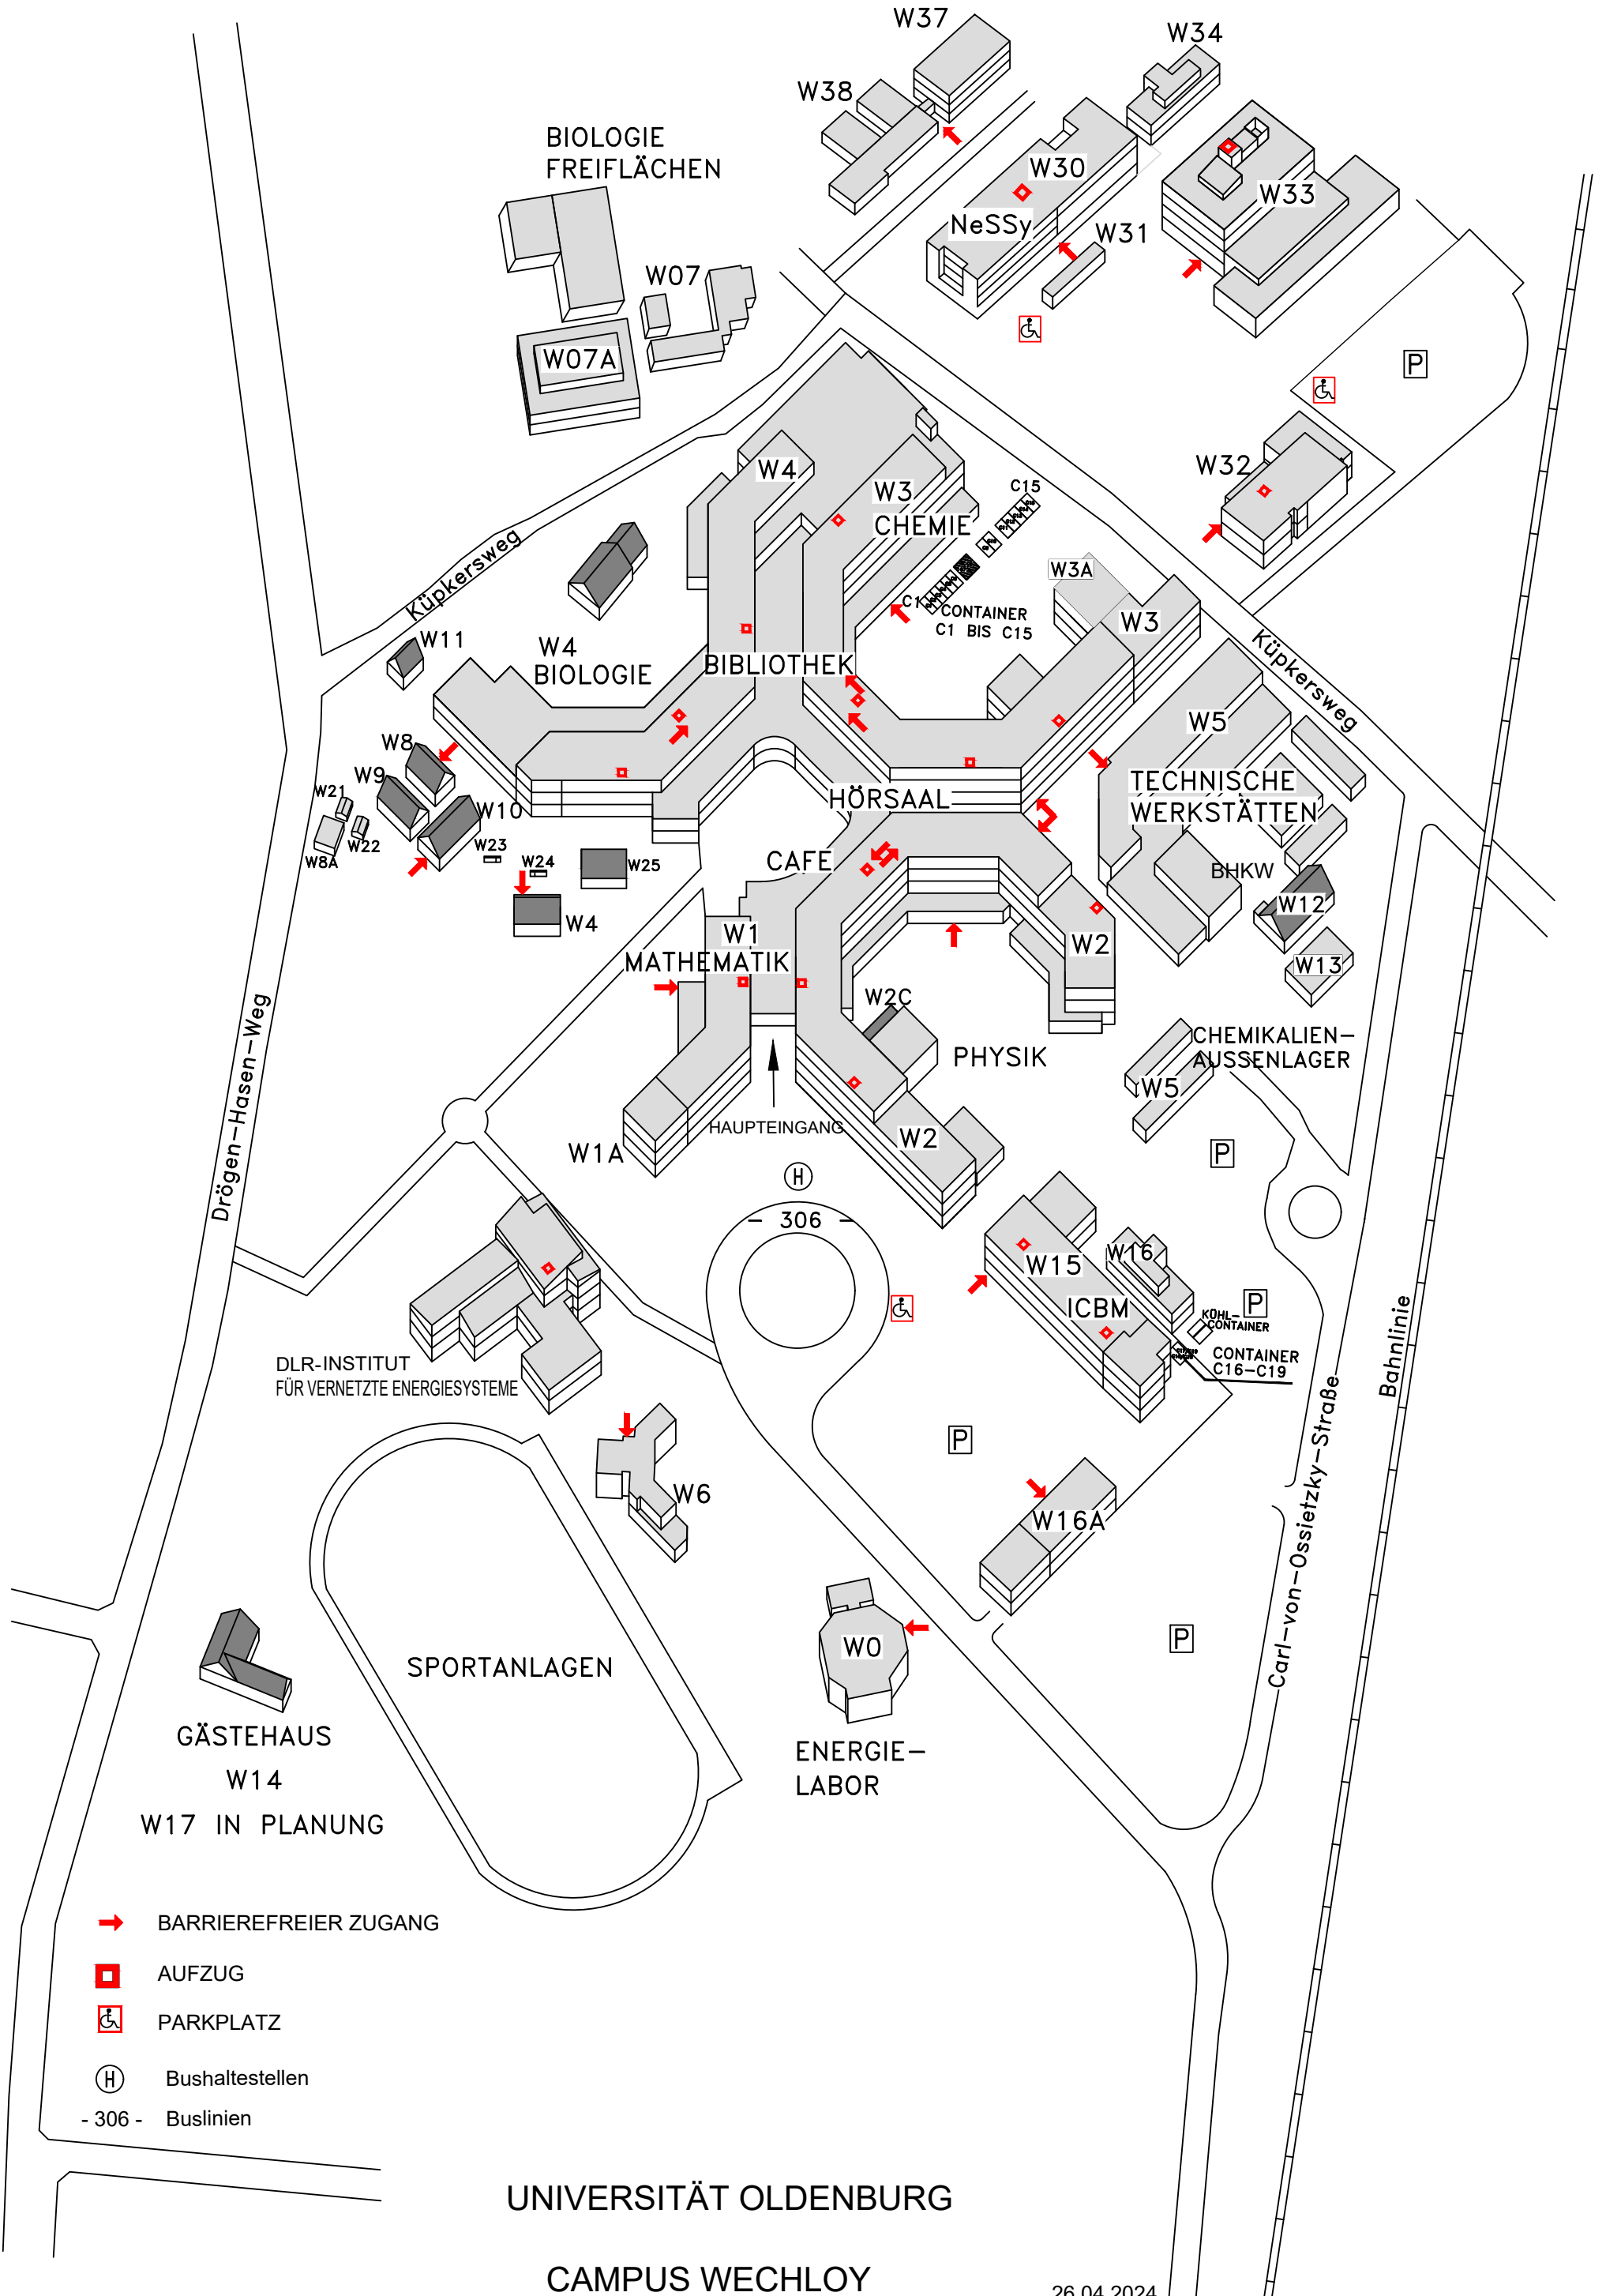 W37
W34
W38
BIOLOGIE
FREIFLÄCHEN
W30
W33
NeSSy
W31
W07
W07A
P
W4
W32
W3
CHEMIE
C15
W3A
C1
CONTAINER
C1 BIS C15
W3
Küpkersweg
Küpkersweg
W11
W4
BIOLOGIE
BIBLIOTHEK
W5
W8
W9
W21
W10
TECHNISCHE
WERKSTÄTTEN
HÖRSAAL
W8A
W22
W23
W24
W25
CAFE
BHKW
W12
W4
W1
MATHEMATIK
W2
W13
W2C
PHYSIK
CHEMIKALIEN-
AUSSENLAGER
W5
Drögen-Hasen-Weg
HAUPTEINGANG
W1A
W2
P
H
- 306 -
W15
W16
ICBM
P
KÜHL-
CONTAINER
CONTAINER
C16-C19
Bahnlinie
DLR-INSTITUT
FÜR VERNETZTE ENERGIESYSTEME
P
W6
W16A
Carl-von-Ossietzky-Straße
W0
P
SPORTANLAGEN
GÄSTEHAUS
W14
W17 IN PLANUNG
ENERGIE-
LABOR
BARRIEREFREIER ZUGANG
AUFZUG
PARKPLATZ
H Bushaltestellen
- 306 - Buslinien
UNIVERSITÄT OLDENBURG
CAMPUS WECHLOY
26.04.2024